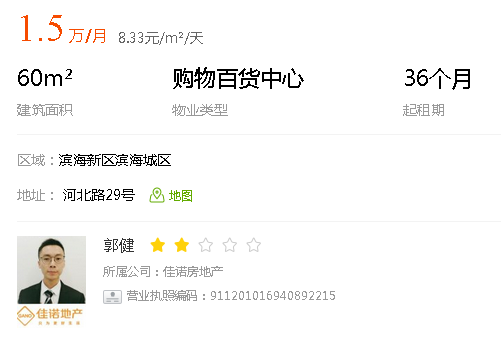 1.5 万/月 8.33元/m²/天
60m² 购物百货中心 36个月
建筑面积 物业类型 起租期
区域：滨海新区滨海城区
地址：河北路29号 地图
郭健
所属公司：佳诺房地产
营业执照编码：911201016940892215
佳诺地产